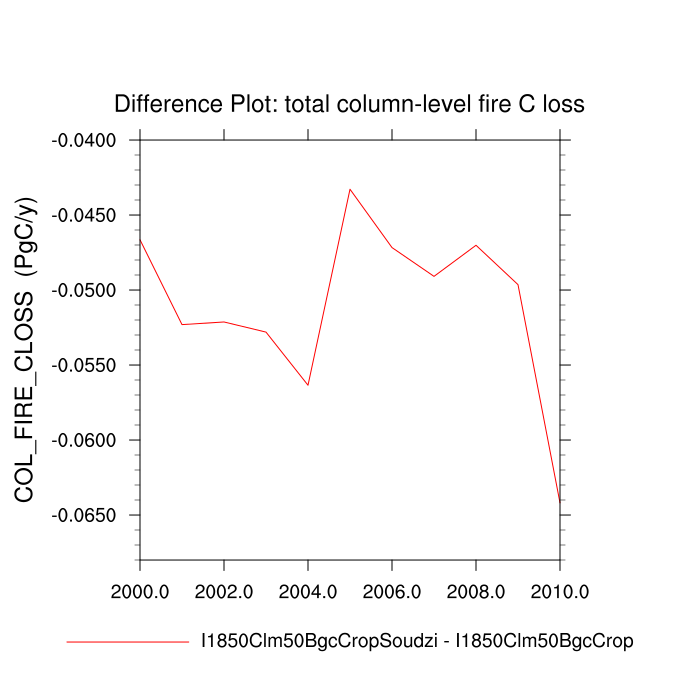 Difference Plot: total column-level fire C loss
COL_FIRE_CLOSS (PgC/y)
-0.0400
-0.0450
-0.0500
-0.0550
-0.0600
-0.0650
2000.0 2002.0 2004.0 2006.0 2008.0 2010.0
I1850Clm50BgcCropSoudzi - I1850Clm50BgcCrop